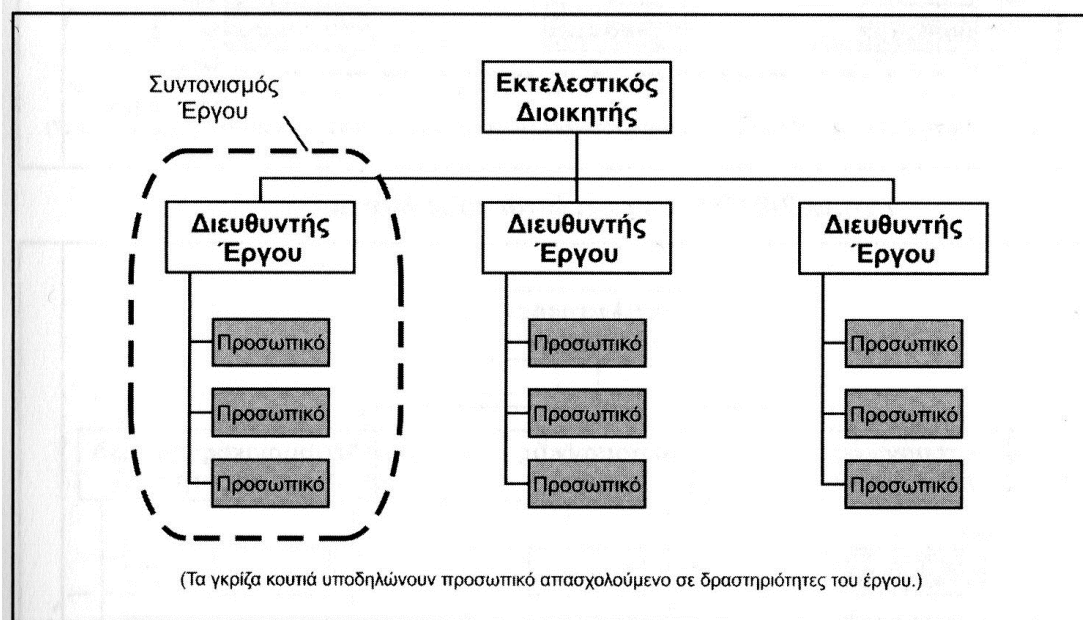 Συντονισμός
Έργου
Εκτελεστικός
Διοικητής
Διευθυντής
Έργου
Διευθυντής
Έργου
Διευθυντής
Έργου
Προσωπικό
Προσωπικό
Προσωπικό
Προσωπικό
Προσωπικό
Προσωπικό
Προσωπικό
Προσωπικό
Προσωπικό
(Τα γκρίζα κουτιά υποδηλώνουν προσωπικό απασχολούμενο σε δραστηριότητες του έργου.)